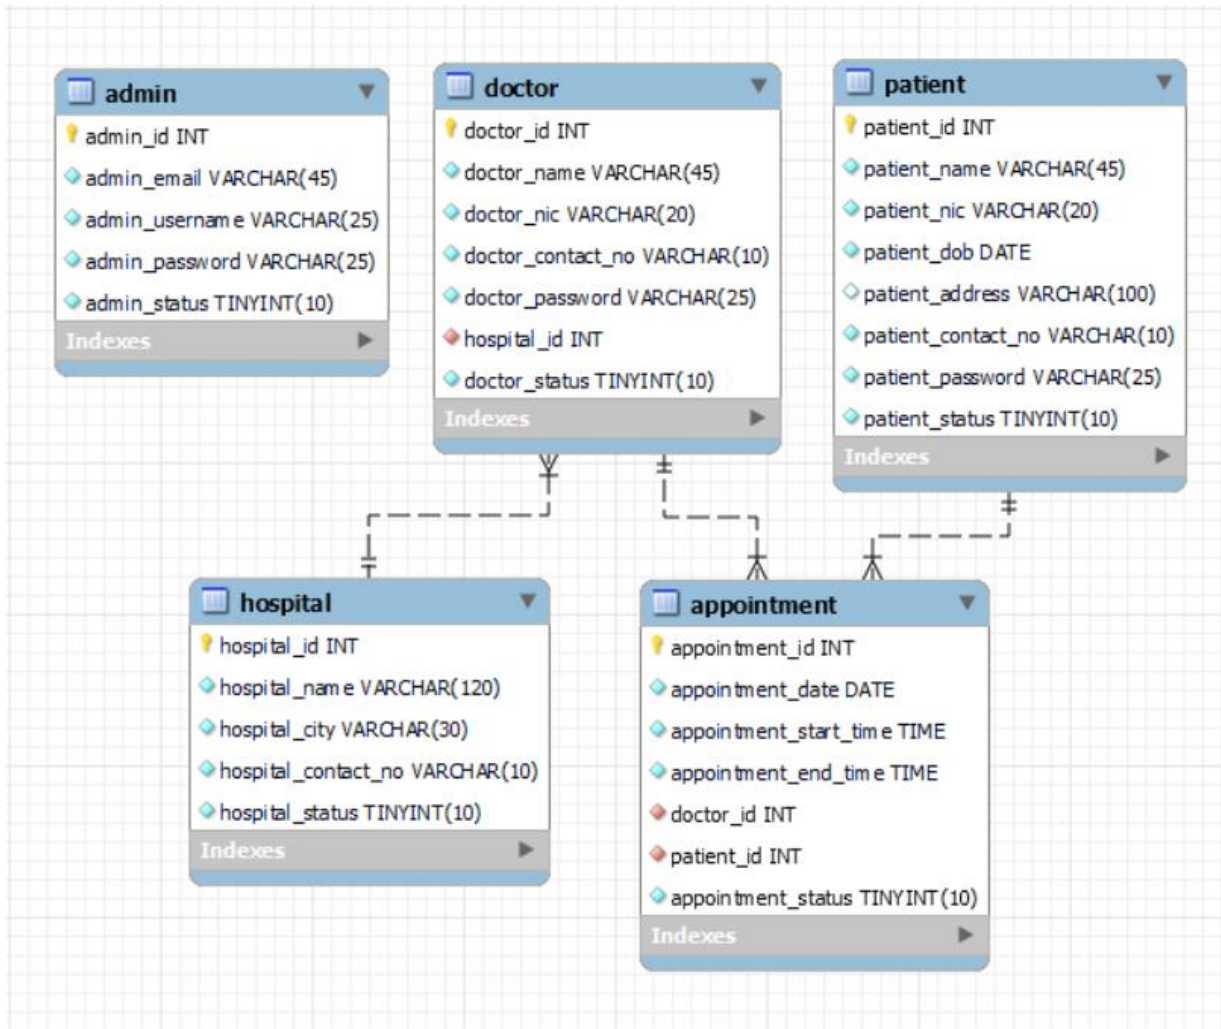 admin
admin_id INT
admin_email VARCHAR(45)
admin_username VARCHAR(25)
admin_password VARCHAR(25)
admin_status TINYINT(10)
Indexes
doctor
doctor_id INT
doctor_name VARCHAR(45)
doctor_nic VARCHAR(20)
doctor_contact_no VARCHAR(10)
doctor_password VARCHAR(25)
hospital_id INT
doctor_status TINYINT(10)
Indexes
patient
patient_id INT
patient_name VARCHAR(45)
patient_nic VARCHAR(20)
patient_dob DATE
patient_address VARCHAR(100)
patient_contact_no VARCHAR(10)
patient_password VARCHAR(25)
patient_status TINYINT(10)
Indexes
hospital
hospital_id INT
hospital_name VARCHAR(120)
hospital_city VARCHAR(30)
hospital_contact_no VARCHAR(10)
hospital_status TINYINT(10)
Indexes
appointment
appointment_id INT
appointment_date DATE
appointment_start_time TIME
appointment_end_time TIME
doctor_id INT
patient_id INT
appointment_status TINYINT(10)
Indexes